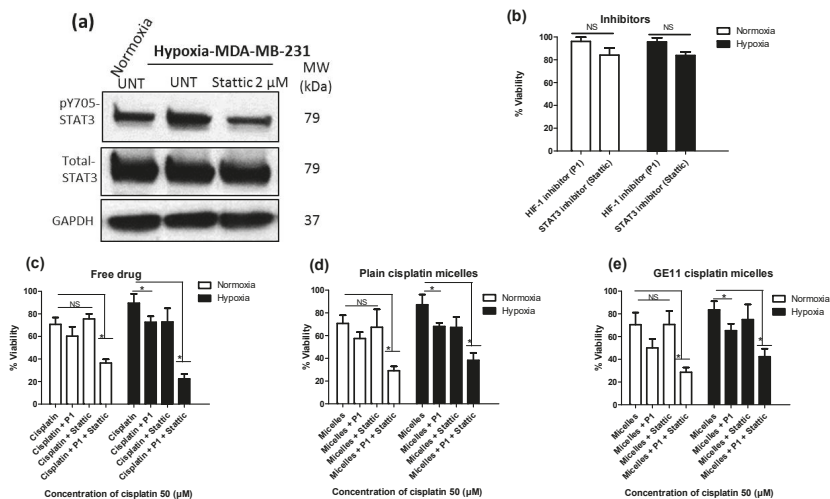 (a)
Normoxia
Hypoxia-MDA-MB-231
UNT UNT Stattic 2 µM
MW
(kDa)
pY705-
STAT3
79
Total-
STAT3
79
GAPDH
37
(b)
Inhibitors
NS NS
Normoxia
Hypoxia
% Viability
100
80
60
40
20
0
HIF-1 inhibitor (P1)
STAT3 inhibitor (Stattic)
HIF-1 inhibitor (P1)
STAT3 inhibitor (Stattic)
(c)
Free drug
Normoxia
Hypoxia
NS
*
*
*
% Viability
100
80
60
40
20
0
Cisplatin
Cisplatin + P1
Cisplatin + Stattic
Cisplatin + P1 + Stattic
Cisplatin
Cisplatin + P1
Cisplatin + Stattic
Cisplatin + P1 + Stattic
Concentration of cisplatin 50 (µM)
(d)
Plain cisplatin micelles
Normoxia
Hypoxia
NS
*
*
*
% Viability
100
80
60
40
20
0
Micelles
Micelles + P1
Micelles + Stattic
Micelles + P1 + Stattic
Micelles
Micelles + P1
Micelles + Stattic
Micelles + P1 + Stattic
Concentration of cisplatin 50 (µM)
(e)
GE11 cisplatin micelles
Normoxia
Hypoxia
NS
*
*
*
% Viability
100
80
60
40
20
0
Micelles
Micelles + P1
Micelles + Stattic
Micelles + P1 + Stattic
Micelles
Micelles + P1
Micelles + Stattic
Micelles + P1 + Stattic
Concentration of cisplatin 50 (µM)